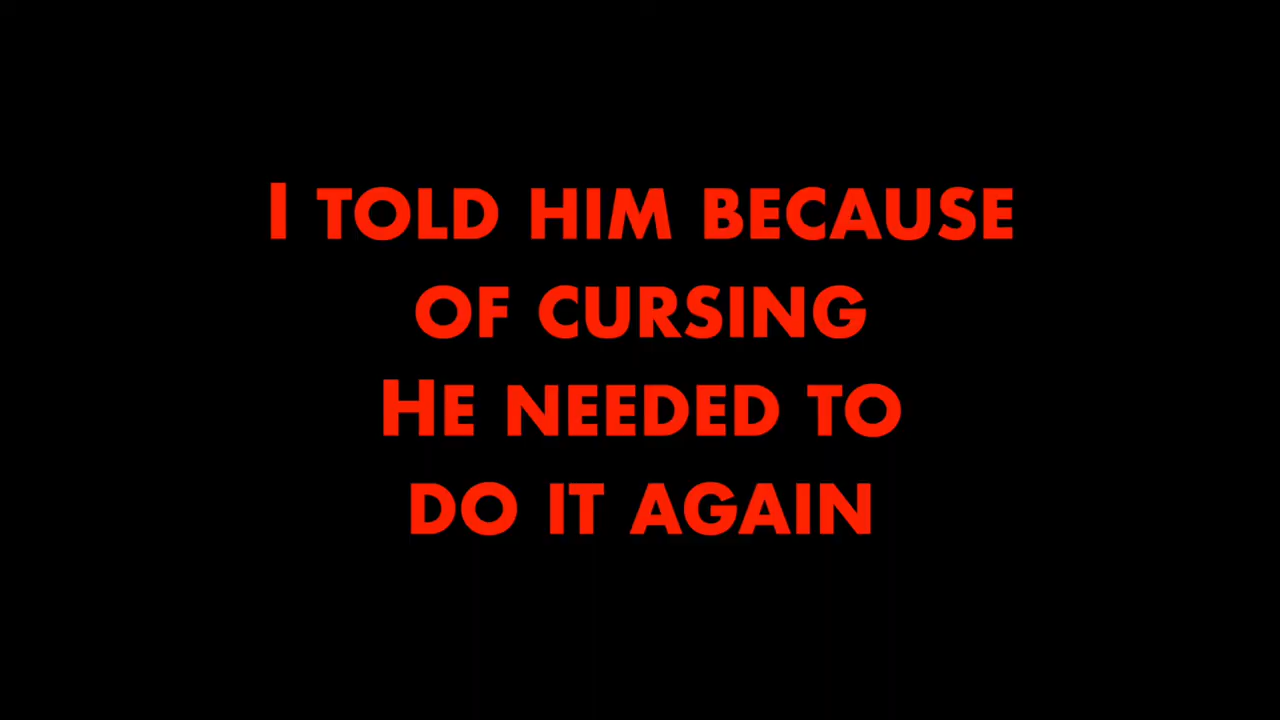 I TOLD HIM BECAUSE
OF CURSING
HE NEEDED TO
DO IT AGAIN